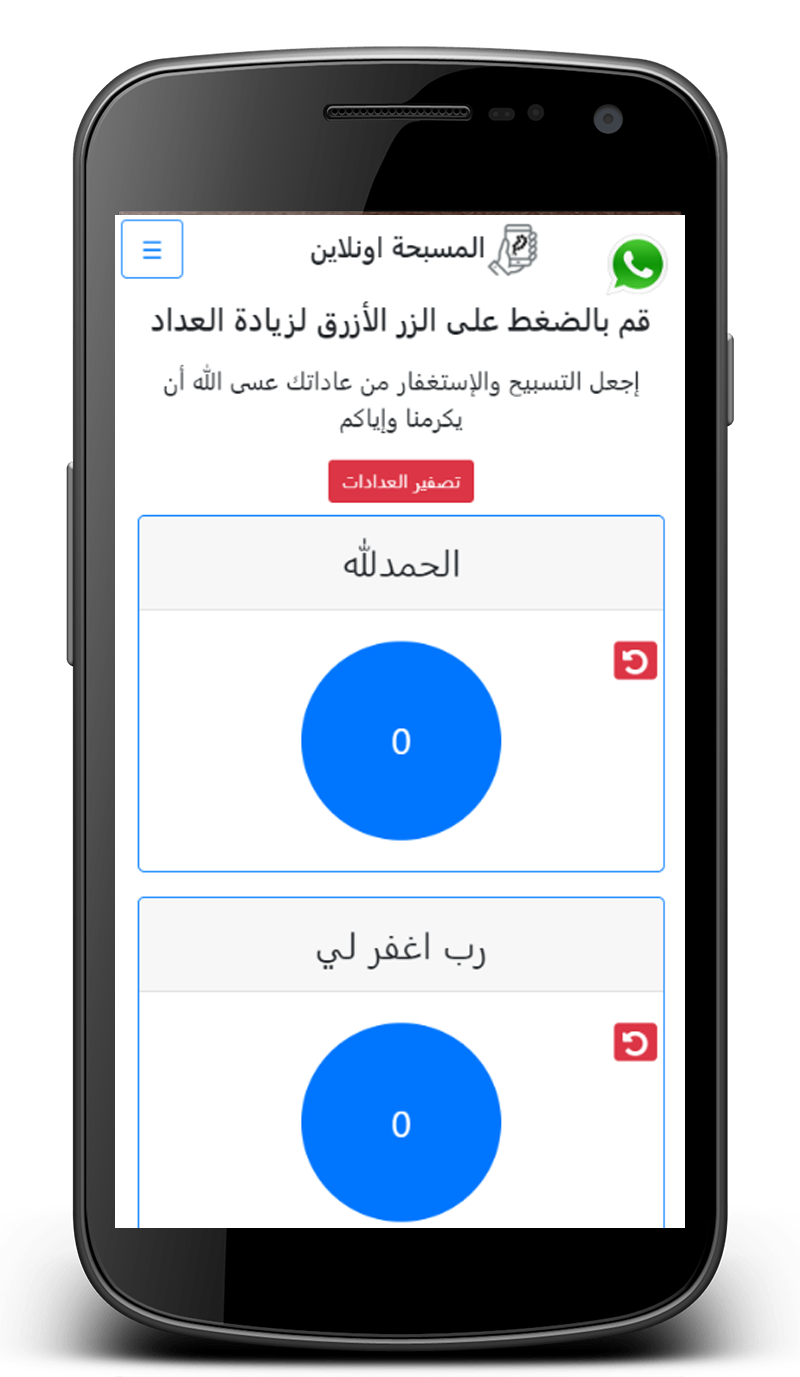 المسبحة اونلاين
قم بالضغط على الزر الأزرق لزيادة العداد
إجعل التسبيح والإستغفار من عاداتك عسى الله أن
يكرمنا وإياكم
تصفير العدادات
الحمدلله
0
رب اغفر لي
0